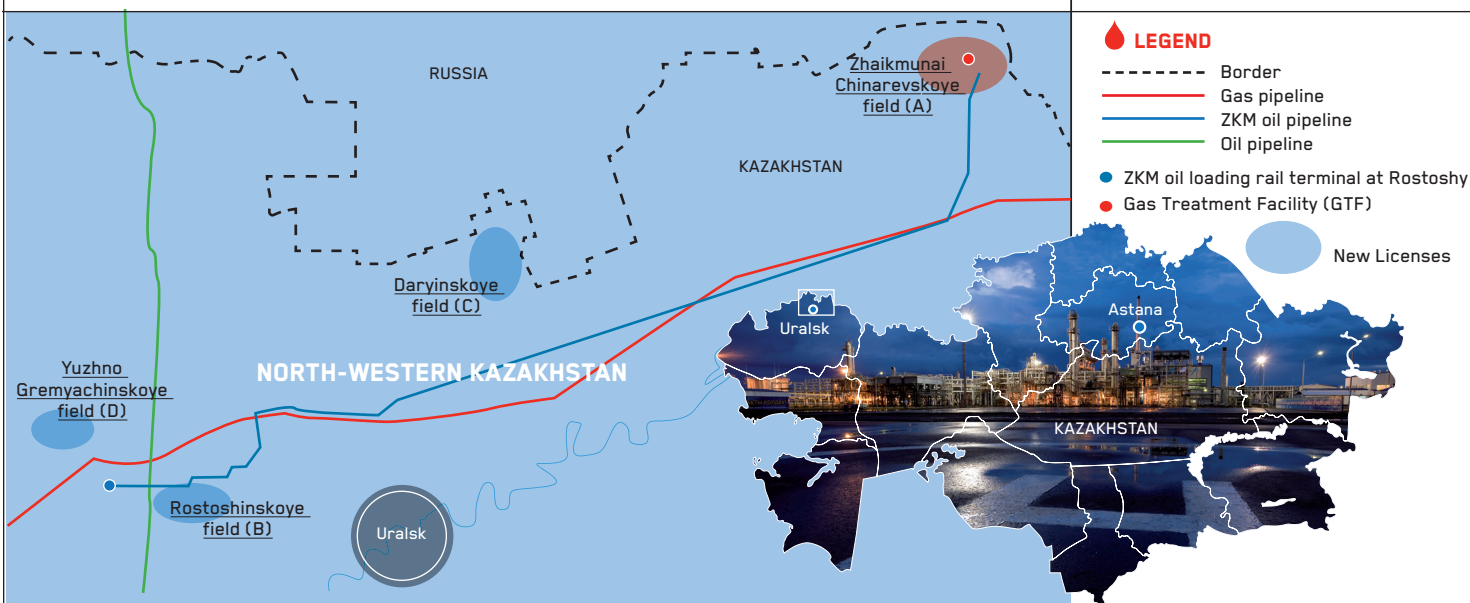 RUSSIA
Zhaikmunai
Chinarevskoye
field (A)
KAZAKHSTAN
Daryinskoye
field (C)
Yuzhno
Gremyachinskoye
field (D)
NORTH-WESTERN KAZAKHSTAN
Rostoshinskoye
field (B)
Uralsk
LEGEND
Border
Gas pipeline
ZKM oil pipeline
Oil pipeline
ZKM oil loading rail terminal at Rostoshy
Gas Treatment Facility (GTF)
New Licenses
Uralsk
Astana
KAZAKHSTAN